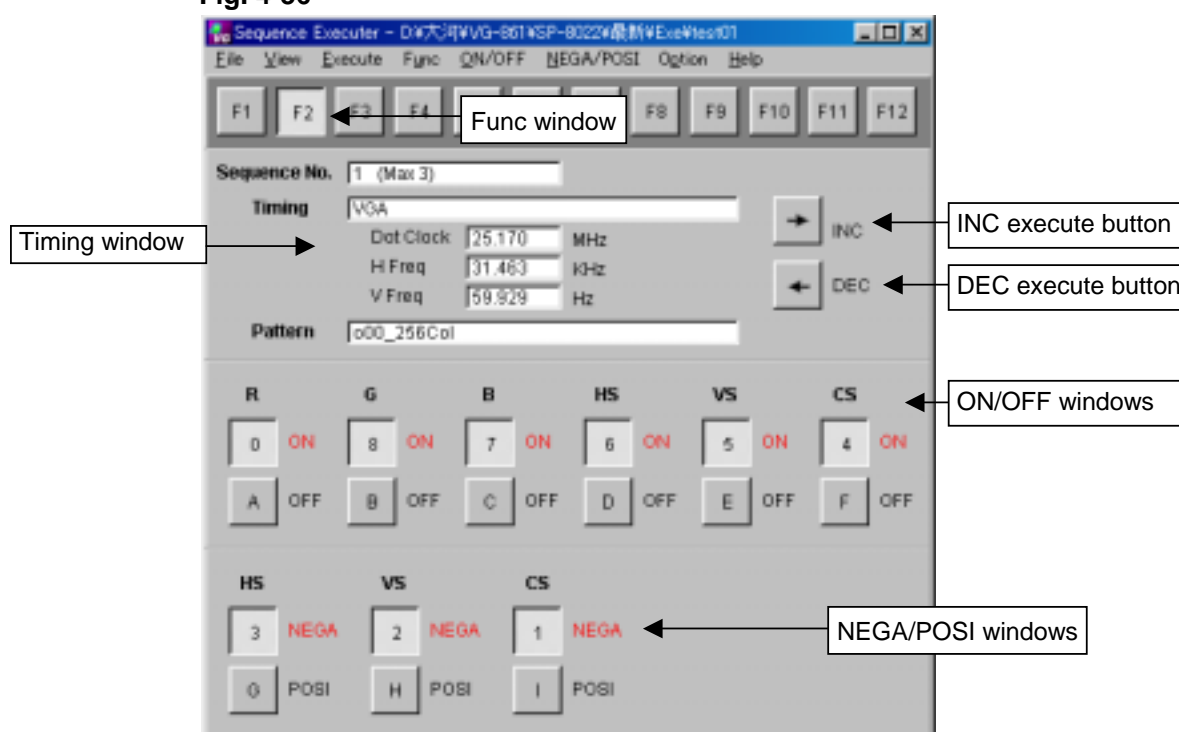 Sequence Executer - D¥大河¥VG-861¥SP-8022¥最新¥Exe¥test01
File View Execute Func ON/OFF NEGA/POSI Option Help
F1 F2 F3 F4 F8 F9 F10 F11 F12
Func window
Sequence No. 1 (Max 3)
Timing VGA
INC
INC execute button
Timing window
Dot Clock 25.170 MHz
H Freq 31.463 KHz
DEC
DEC execute button
V Freq 59.929 Hz
Pattern o00_256Col
R G B HS VS CS
ON/OFF windows
0 ON 8 ON 7 ON 6 ON 5 ON 4 ON
A OFF B OFF C OFF D OFF E OFF F OFF
HS VS CS
3 NEGA 2 NEGA 1 NEGA
NEGA/POSI windows
G POSI H POSI I POSI